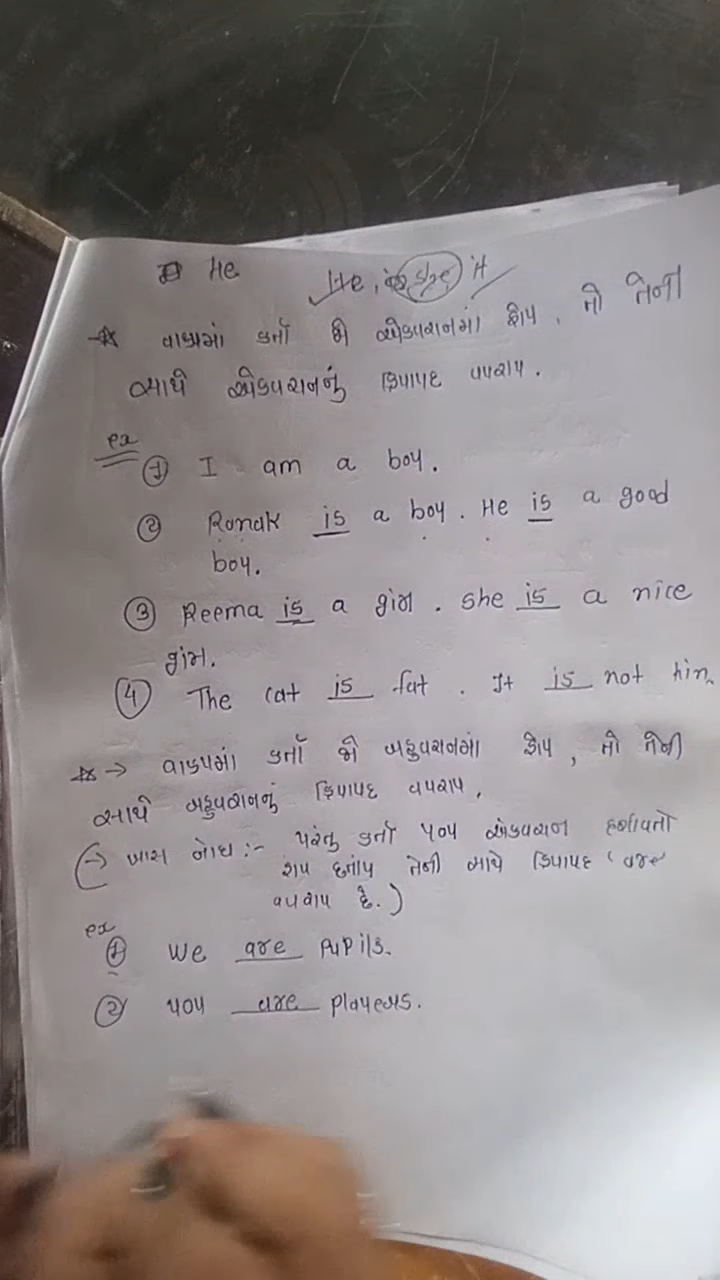 He He, she it
વાક્યમાં કર્તા જો એકવચનમાં હોય, તો તેની
સાથે એકવચનનું ક્રિયાપદ વપરાય.
ex
① I am a boy.
② Ronak is a boy. He is a good
boy.
③ Reema is a girl. she is a nice
girl.
④ The cat is fat. It is not
→ વાક્યમાં કર્તા જો બહુવચનમાં હોય, તો તેની
સાથે બહુવચનનું ક્રિયાપદ વપરાય.
(→ ખાસ નોંધ :- પરંતુ કર્તા you એકવચન દર્શાવતો
હોય છતાંય તેની સાથે ક્રિયાપદ 'are
વપરાય છે.)
ex
① We are pupils.
② you are players.